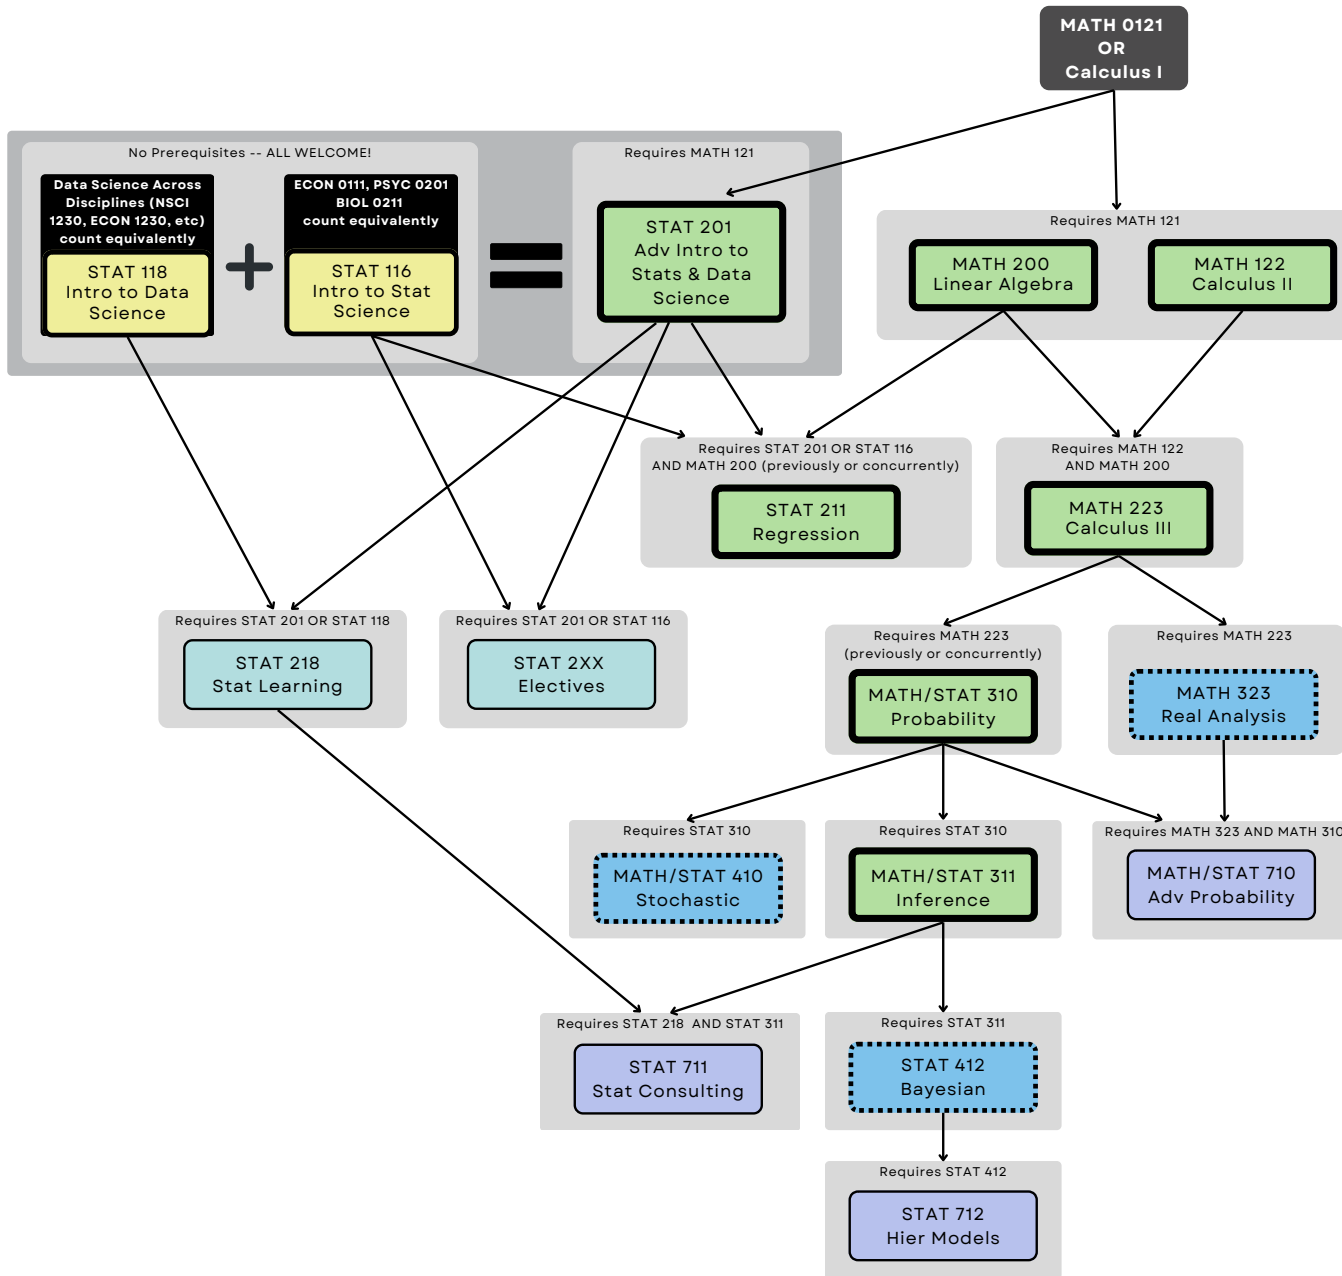 MATH 0121
OR
Calculus I
No Prerequisites -- ALL WELCOME!
Requires MATH 121
Data Science Across
Disciplines (NSCI
1230, ECON 1230, etc)
count equivalently
ECON 0111, PSYC 0201
BIOL 0211
count equivalently
STAT 118
Intro to Data
Science
STAT 116
Intro to Stat
Science
STAT 201
Adv Intro to
Stats & Data
Science
Requires MATH 121
MATH 200
Linear Algebra
MATH 122
Calculus II
Requires STAT 201 OR STAT 116
AND MATH 200 (previously or concurrently)
STAT 211
Regression
Requires MATH 122
AND MATH 200
MATH 223
Calculus III
Requires STAT 201 OR STAT 118
STAT 218
Stat Learning
Requires STAT 201 OR STAT 116
STAT 2XX
Electives
Requires MATH 223
(previously or concurrently)
MATH/STAT 310
Probability
Requires MATH 223
MATH 323
Real Analysis
Requires STAT 310
MATH/STAT 410
Stochastic
Requires STAT 310
MATH/STAT 311
Inference
Requires MATH 323 AND MATH 310
MATH/STAT 710
Adv Probability
Requires STAT 218 AND STAT 311
STAT 711
Stat Consulting
Requires STAT 311
STAT 412
Bayesian
Requires STAT 412
STAT 712
Hier Models